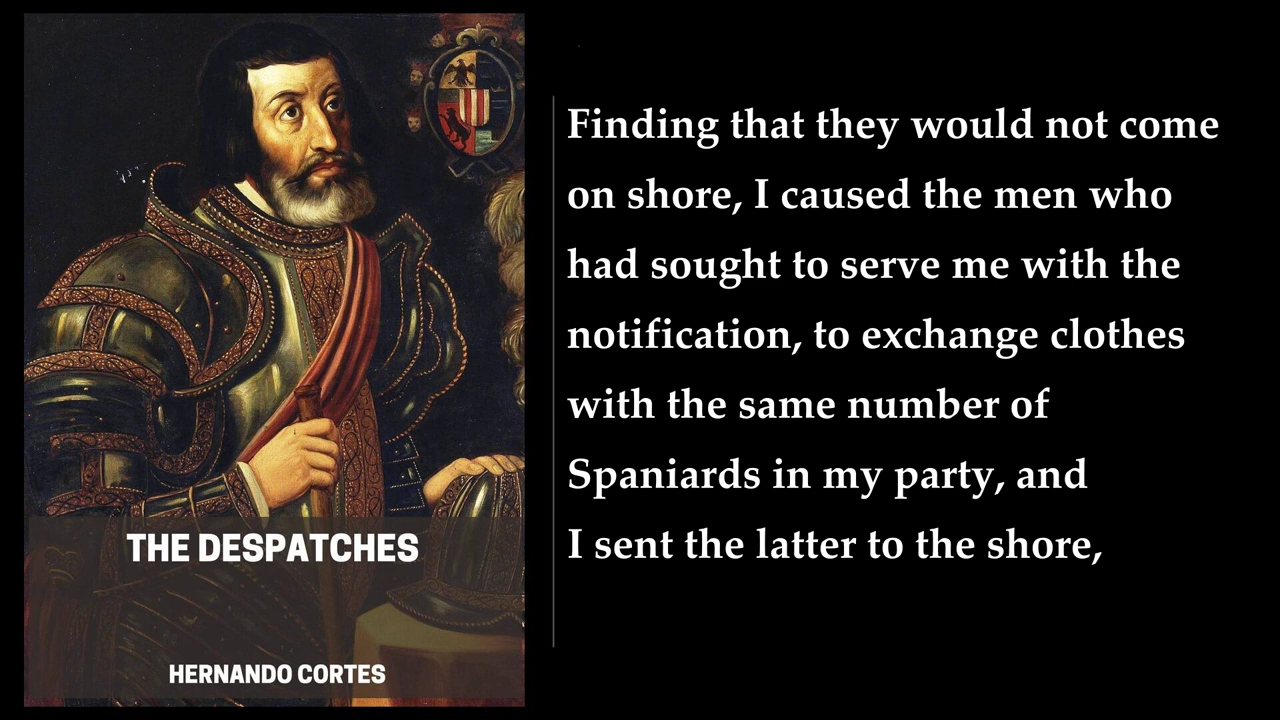 THE DESPATCHES
HERNANDO CORTES
Finding that they would not come
on shore, I caused the men who
had sought to serve me with the
notification, to exchange clothes
with the same number of
Spaniards in my party, and
I sent the latter to the shore,